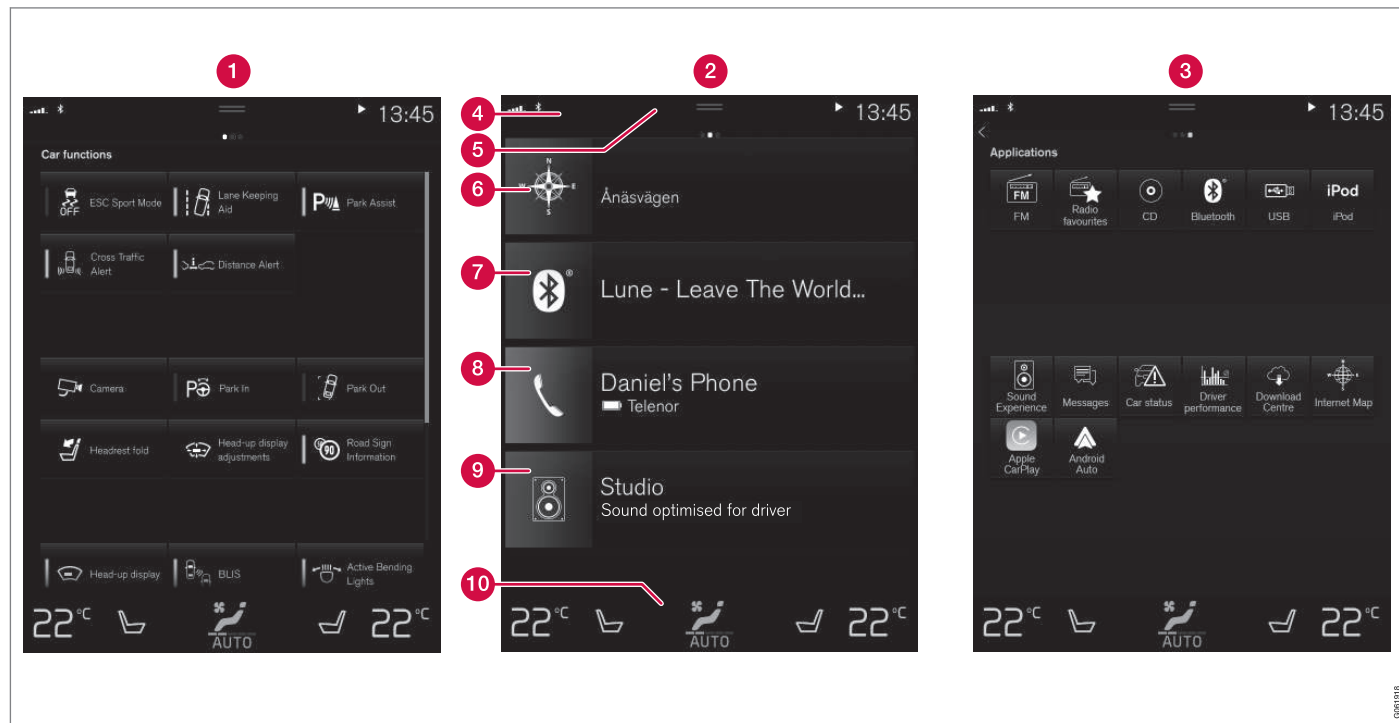 1
2
3
13:45
Car functions
OFF
ESC Sport Mode
Lane Keeping
Aid
P
Park Assist
Cross Traffic
Alert
Distance Alert
Camera
P
Park In
Park Out
Headrest fold
Head-up display
adjustments
90
Road Sign
Information
Head-up display
BLIS
Active Bending
Lights
22°C
AUTO
22°C
4
5
6
7
8
9
10
13:45
N
W
E
S
Ånäsvägen
®
Lune - Leave The World...
Daniel's Phone
Telenor
Studio
Sound optimised for driver
22°C
AUTO
22°C
13:45
Applications
FM
FM
Radio
favourites
CD
Bluetooth
USB
iPod
iPod
Sound
Experience
Messages
Car status
Driver
performance
Download
Centre
Internet Map
Apple
CarPlay
Android
Auto
22°C
AUTO
22°C
G061918